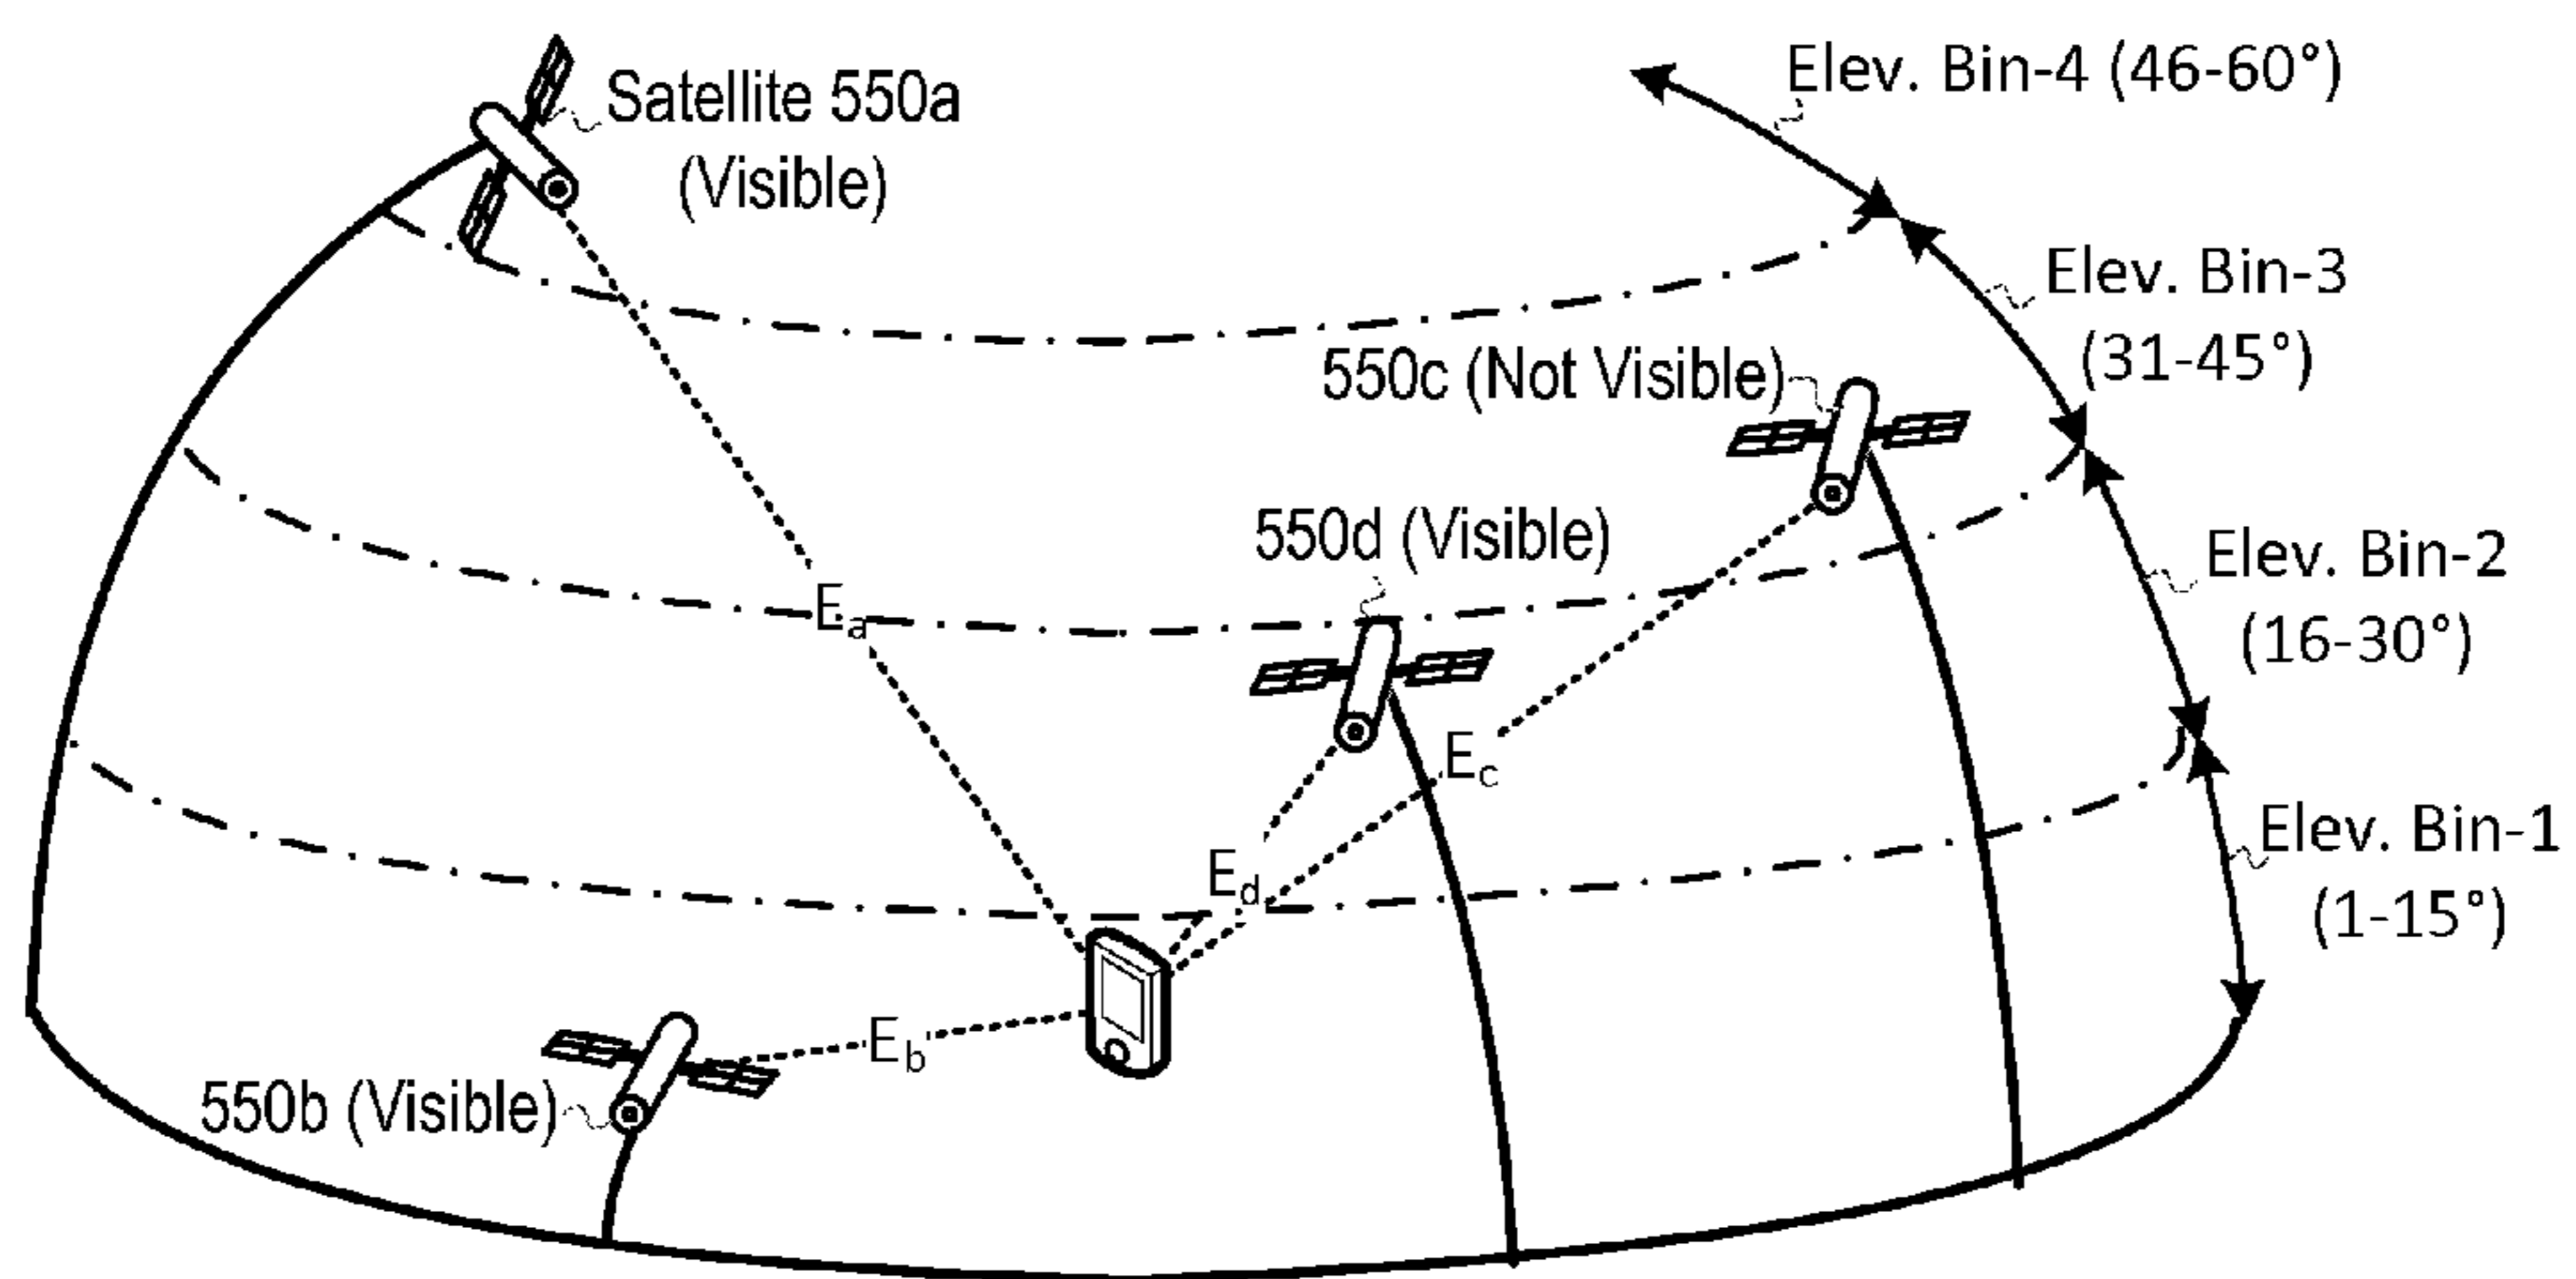 Satellite 550a
(Visible)
Elev. Bin-4 (46-60°)
Elev. Bin-3
(31-45°)
550c (Not Visible)
550d (Visible)
Elev. Bin-2
(16-30°)
Ea
Ec
Elev. Bin-1
(1-15°)
Ed
Eb
550b (Visible)